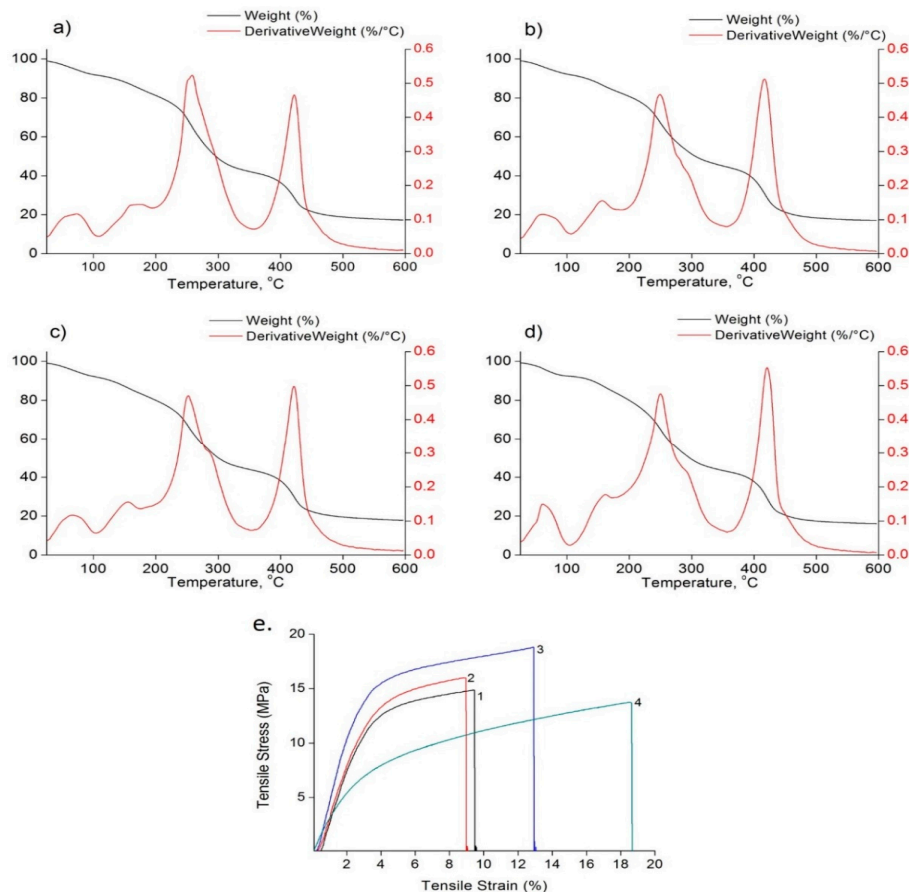 a)
Weight (%)
DerivativeWeight (%/°C)
100
80
60
40
20
0
0.6
0.5
0.4
0.3
0.2
0.1
0.0
100 200 300 400 500 600
Temperature, °C
b)
Weight (%)
DerivativeWeight (%/°C)
100
80
60
40
20
0
0.6
0.5
0.4
0.3
0.2
0.1
0.0
100 200 300 400 500 600
Temperature, °C
c)
Weight (%)
DerivativeWeight (%/°C)
100
80
60
40
20
0
0.6
0.5
0.4
0.3
0.2
0.1
0.0
100 200 300 400 500 600
Temperature, °C
d)
Weight (%)
DerivativeWeight (%/°C)
100
80
60
40
20
0
0.6
0.5
0.4
0.3
0.2
0.1
0.0
100 200 300 400 500 600
Temperature, °C
e.
Tensile Stress (MPa)
20
15
10
5
3
2
1
4
2 4 6 8 10 12 14 16 18 20
Tensile Strain (%)